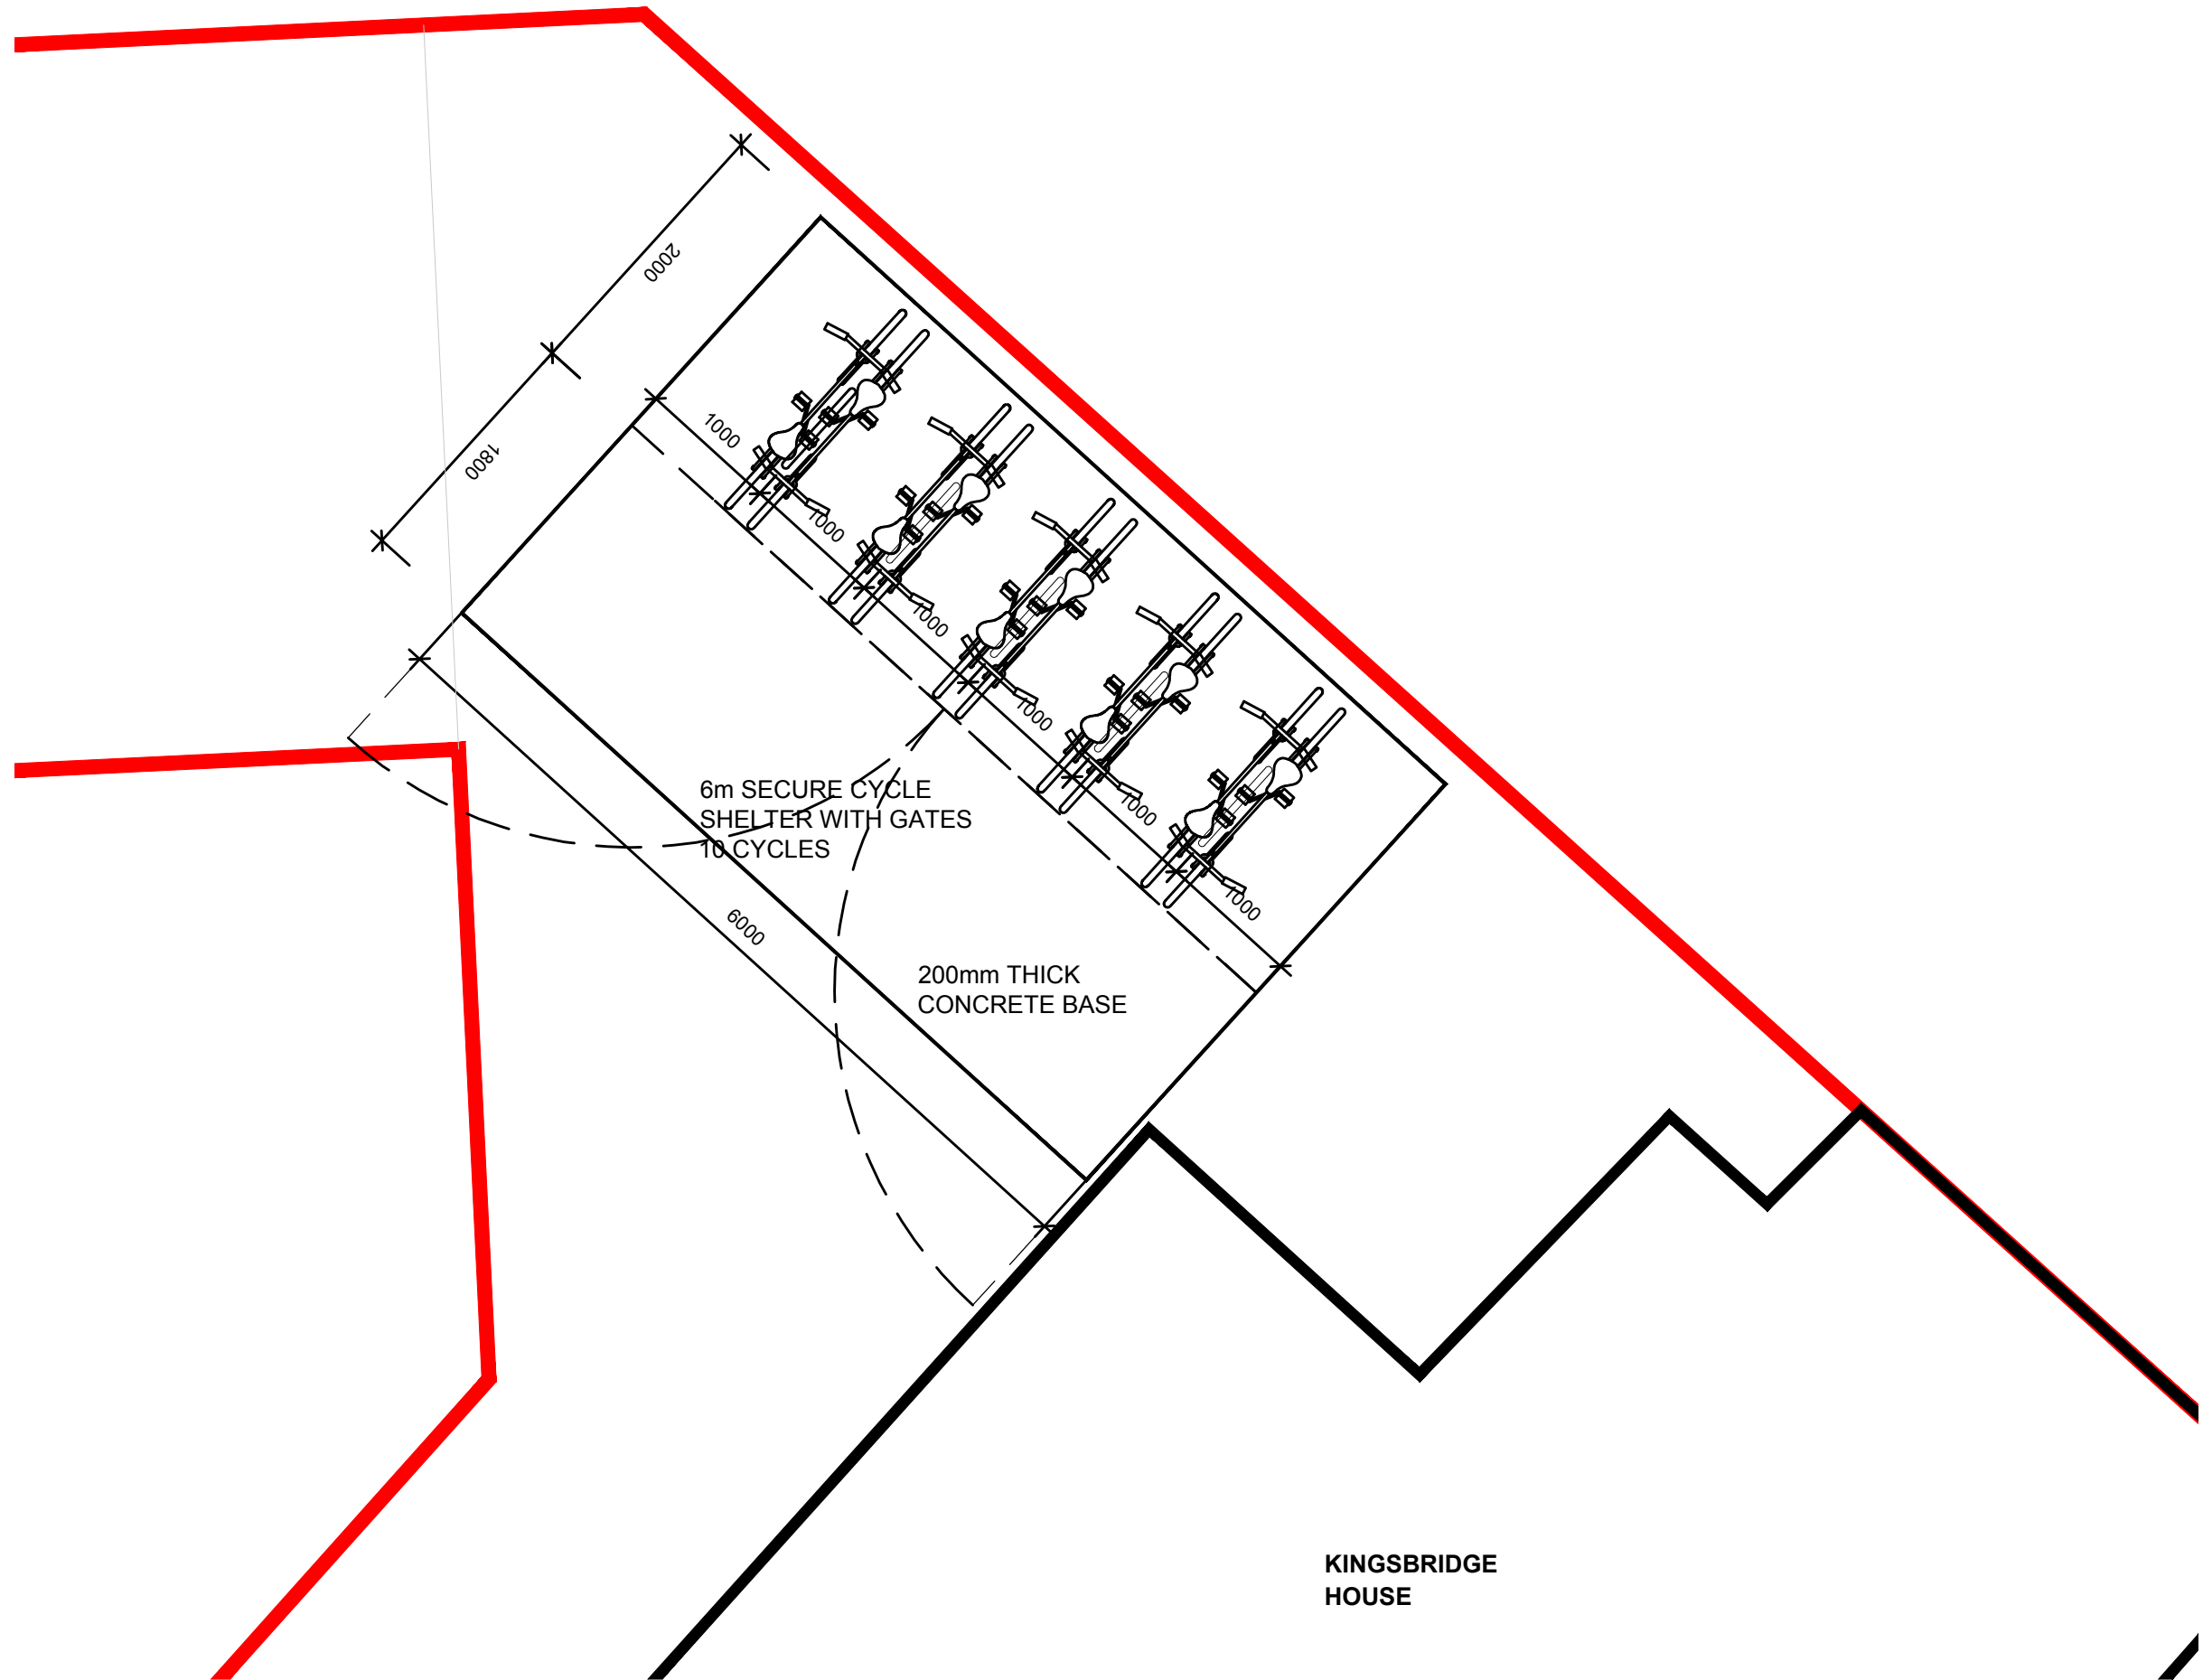 2000
1800
1000
1000
1000
1000
1000
1000
6m SECURE CYCLE
SHELTER WITH GATES
10 CYCLES
6000
200mm THICK
CONCRETE BASE
KINGSBRIDGE
HOUSE